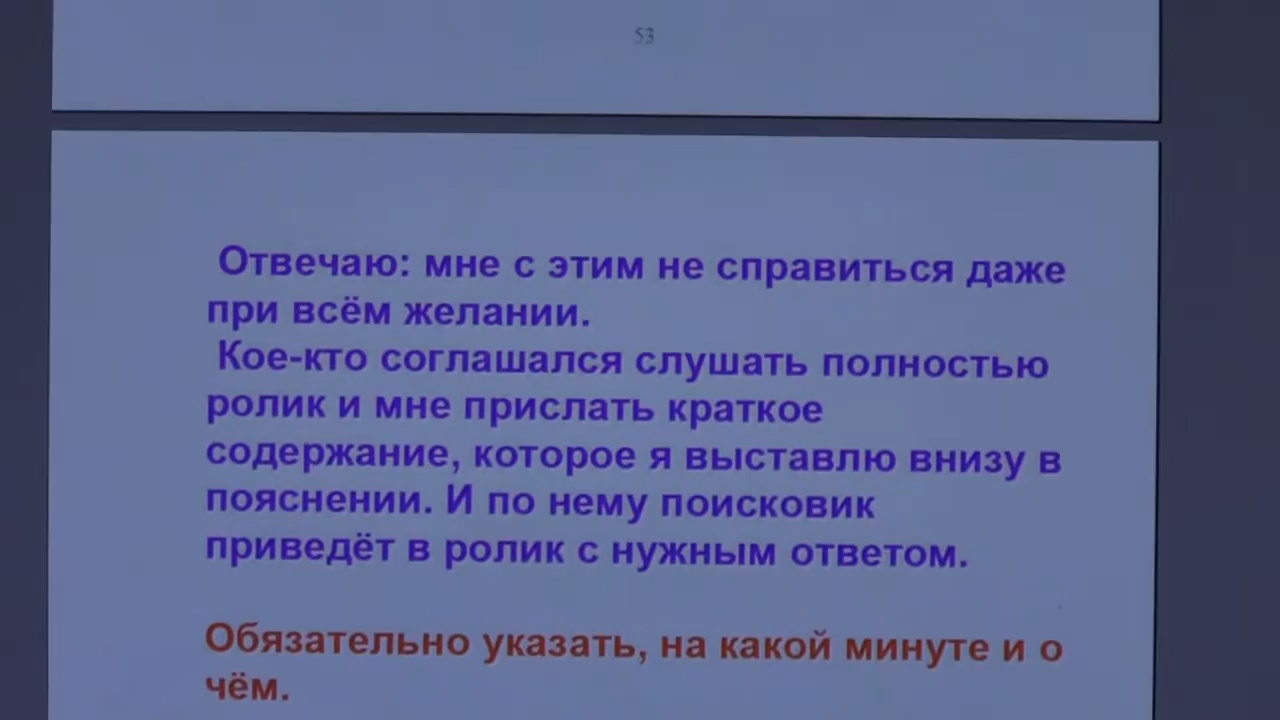 53
Отвечаю: мне с этим не справиться даже
при всём желании.
Кое-кто соглашался слушать полностью
ролик и мне прислать краткое
содержание, которое я выставлю внизу в
пояснении. И по нему поисковик
приведёт в ролик с нужным ответом.
Обязательно указать, на какой минуте и о
чём.